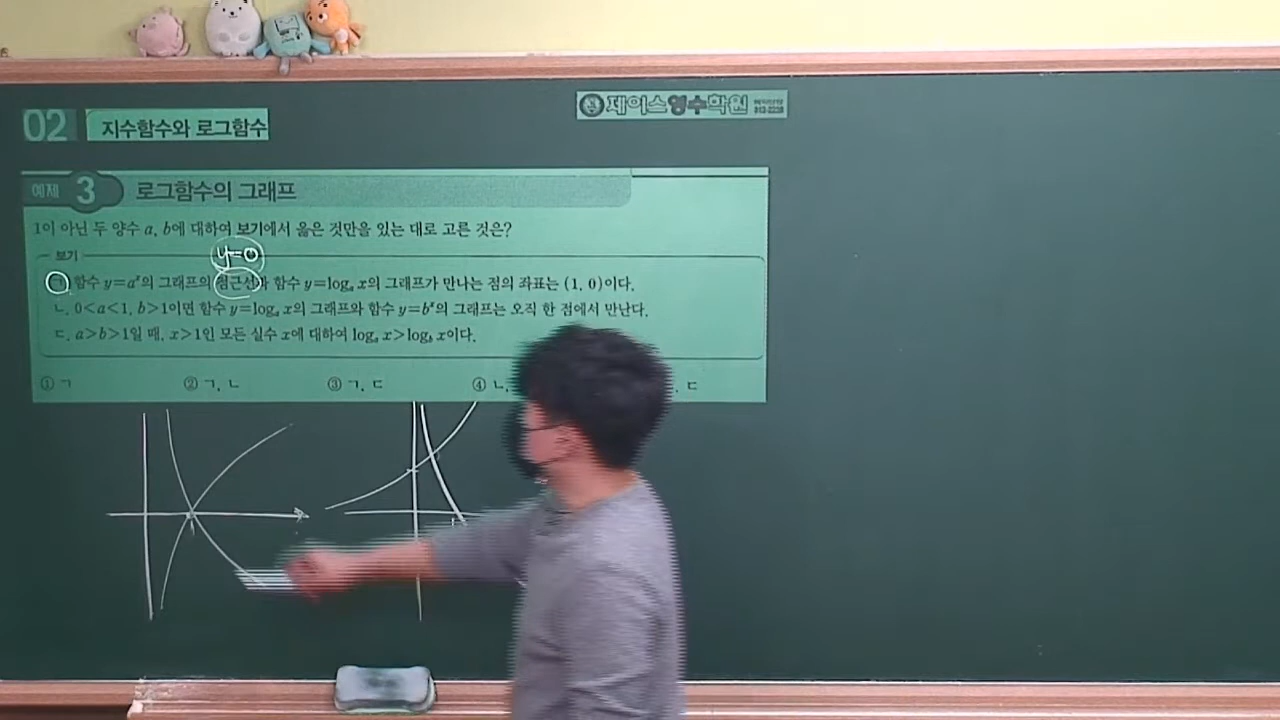 02 지수함수와 로그함수
제이스영수학원
예제 3 로그함수의 그래프
1이 아닌 두 양수 a, b에 대하여 보기에서 옳은 것만을 있는 대로 고른 것은?
y=0
보기
ㄱ. 함수 y=aˣ의 그래프의 점근선과 함수 y=logₐ x의 그래프가 만나는 점의 좌표는 (1, 0)이다.
ㄴ. 0<a<1, b>1이면 함수 y=logₐ x의 그래프와 함수 y=bˣ의 그래프는 오직 한 점에서 만난다.
ㄷ. a>b>1일 때, x>1인 모든 실수 x에 대하여 logₐ x>log_b x이다.
① ㄱ ② ㄱ, ㄴ ③ ㄱ, ㄷ ④ ㄴ, ㄷ